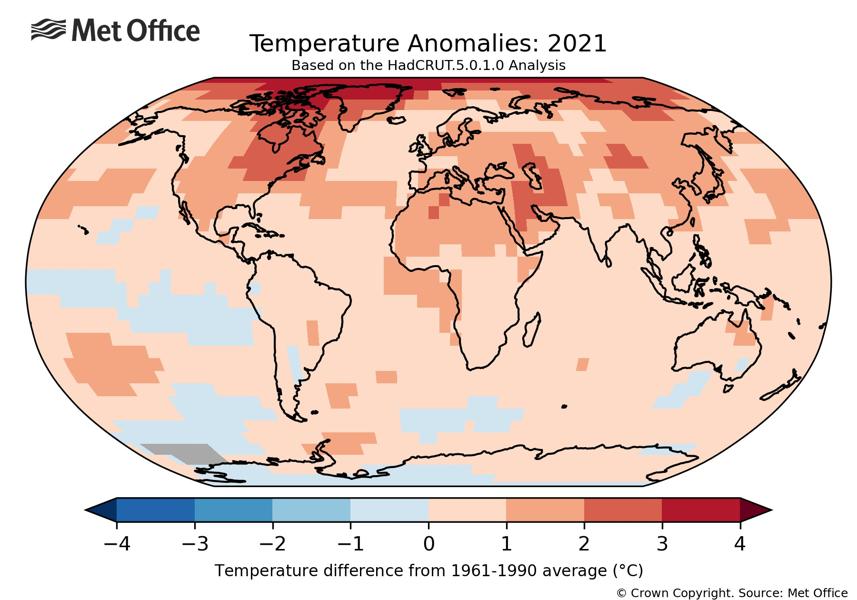 Met Office
Temperature Anomalies: 2021
Based on the HadCRUT.5.0.1.0 Analysis
−4 −3 −2 −1 0 1 2 3 4
Temperature difference from 1961-1990 average (°C)
© Crown Copyright. Source: Met Office